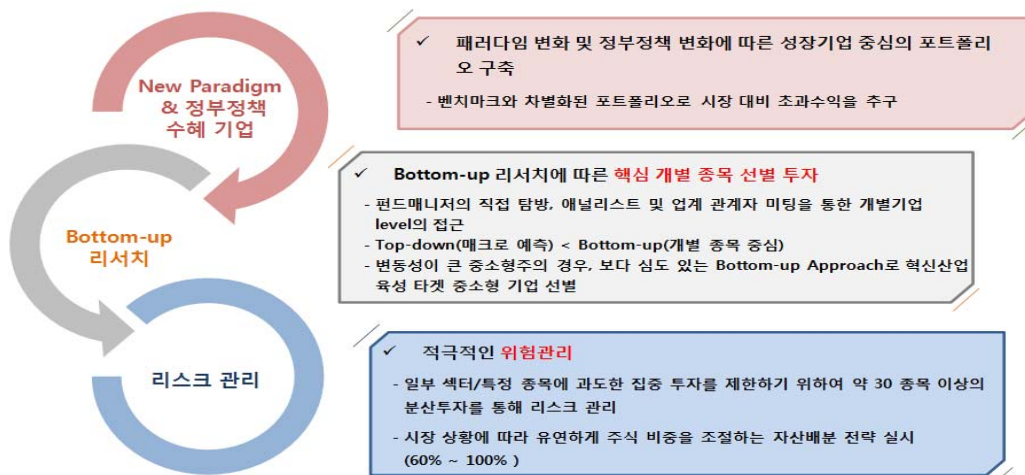 New Paradigm
& 정부정책
수혜 기업
✓ 패러다임 변화 및 정부정책 변화에 따른 성장기업 중심의 포트폴리
오 구축
- 벤치마크와 차별화된 포트폴리오로 시장 대비 초과수익을 추구
Bottom-up
리서치
✓ Bottom-up 리서치에 따른 핵심 개별 종목 선별 투자
- 펀드매니저의 직접 탐방, 애널리스트 및 업계 관계자 미팅을 통한 개별기업
level의 접근
- Top-down(매크로 예측) < Bottom-up(개별 종목 중심)
- 변동성이 큰 중소형주의 경우, 보다 심도 있는 Bottom-up Approach로 혁신산업
육성 타겟 중소형 기업 선별
리스크 관리
✓ 적극적인 위험관리
- 일부 섹터/특정 종목에 과도한 집중 투자를 제한하기 위하여 약 30 종목 이상의
분산투자를 통해 리스크 관리
- 시장 상황에 따라 유연하게 주식 비중을 조절하는 자산배분 전략 실시
(60% ~ 100% )